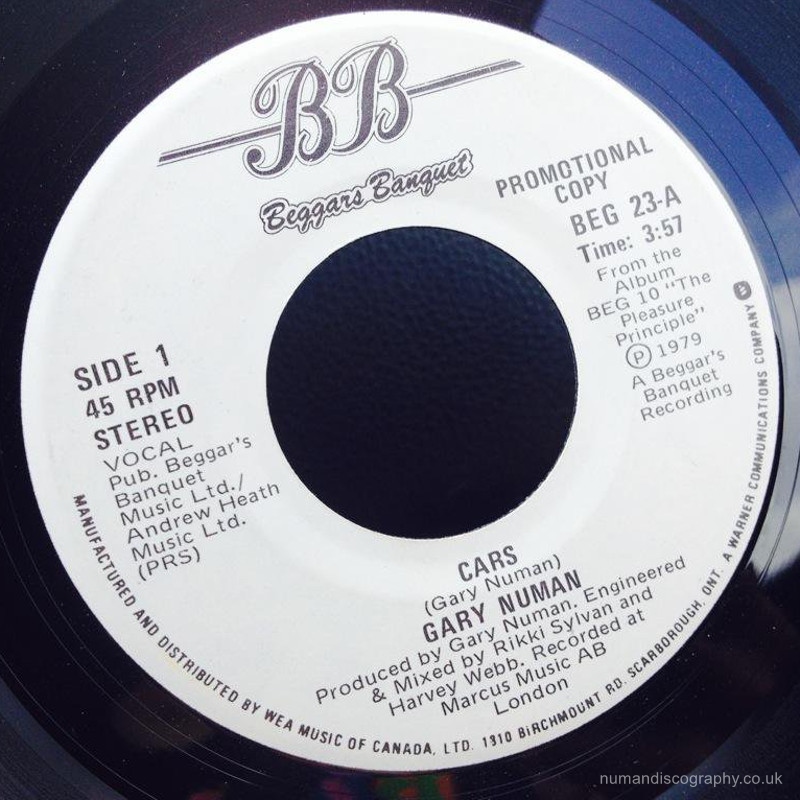 BB
Beggars Banquet
PROMOTIONAL
COPY
BEG 23-A
Time: 3:57
From the
Album
BEG 10 "The
Pleasure
Principle"
Ⓟ 1979
A Beggar's
Banquet
Recording
SIDE 1
45 RPM
STEREO
VOCAL
Pub. Beggar's
Banquet
Music Ltd./
Andrew Heath
Music Ltd.
(PRS)
CARS
(Gary Numan)
GARY NUMAN
Produced by Gary Numan. Engineered
& Mixed by Rikki Sylvan and
Harvey Webb. Recorded at
Marcus Music AB
London
MANUFACTURED AND DISTRIBUTED BY WEA MUSIC OF CANADA, LTD. 1310 BIRCHMOUNT RD. SCARBOROUGH, ONT. A WARNER COMMUNICATIONS COMPANY
numandiscography.co.uk